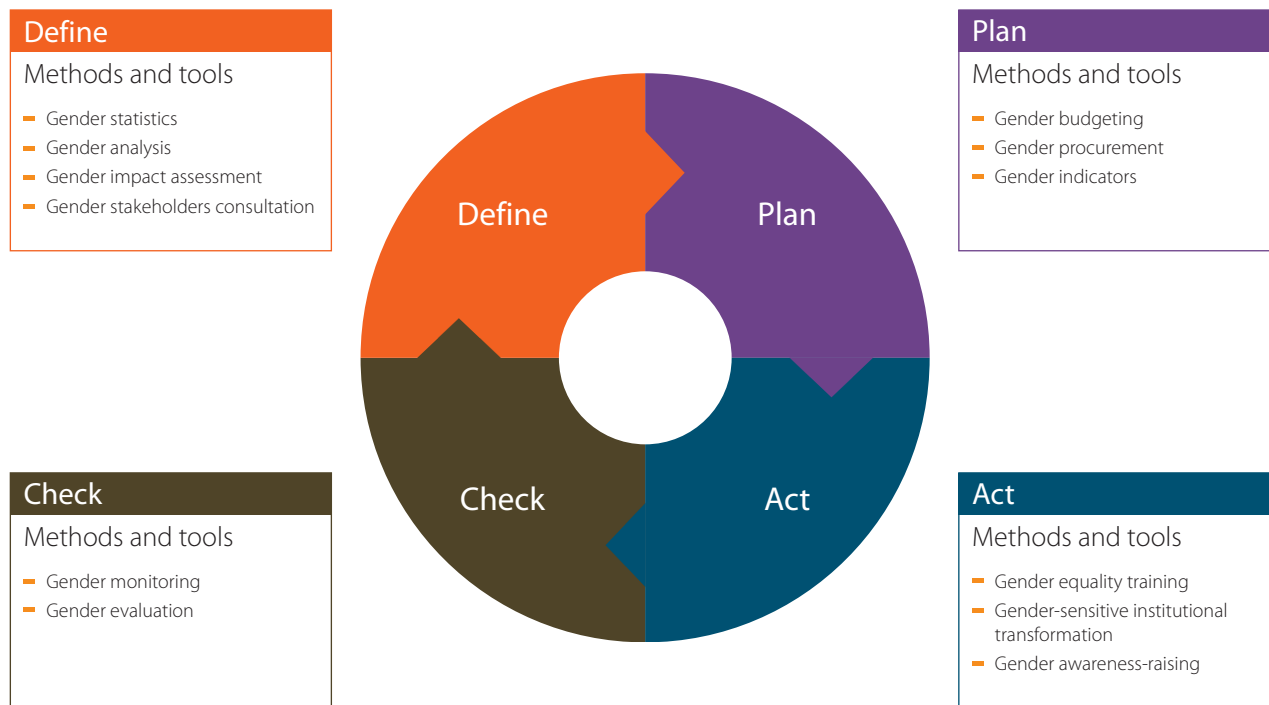 Define
Methods and tools
Gender statistics
Gender analysis
Gender impact assessment
Gender stakeholders consultation
Plan
Methods and tools
Gender budgeting
Gender procurement
Gender indicators
Define
Plan
Check
Act
Check
Methods and tools
Gender monitoring
Gender evaluation
Act
Methods and tools
Gender equality training
Gender-sensitive institutional
transformation
Gender awareness-raising